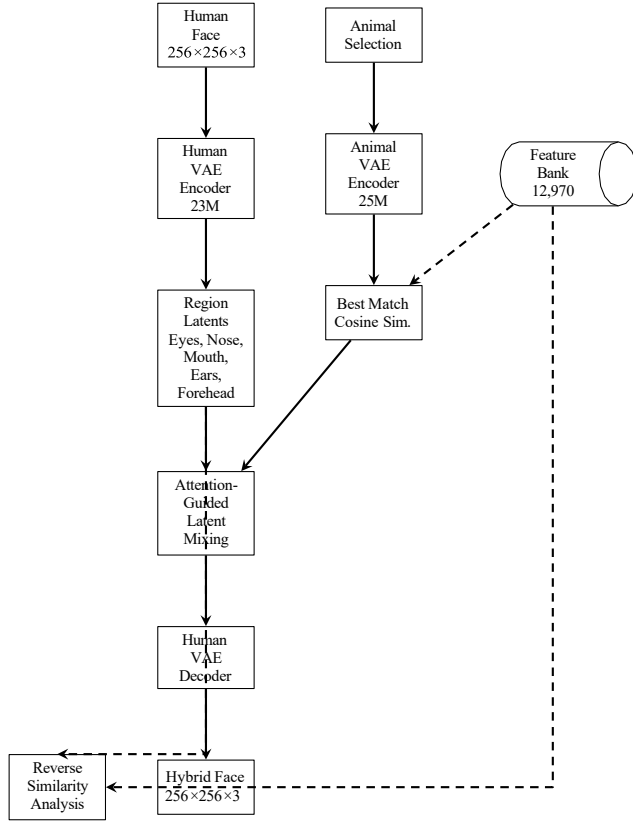 Human
Face
256×256×3
Animal
Selection
Human
VAE
Encoder
23M
Animal
VAE
Encoder
25M
Feature
Bank
12,970
Region
Latents
Eyes, Nose,
Mouth,
Ears,
Forehead
Best Match
Cosine Sim.
Attention-
Guided
Latent
Mixing
Human
VAE
Decoder
Reverse
Similarity
Analysis
Hybrid Face
256×256×3